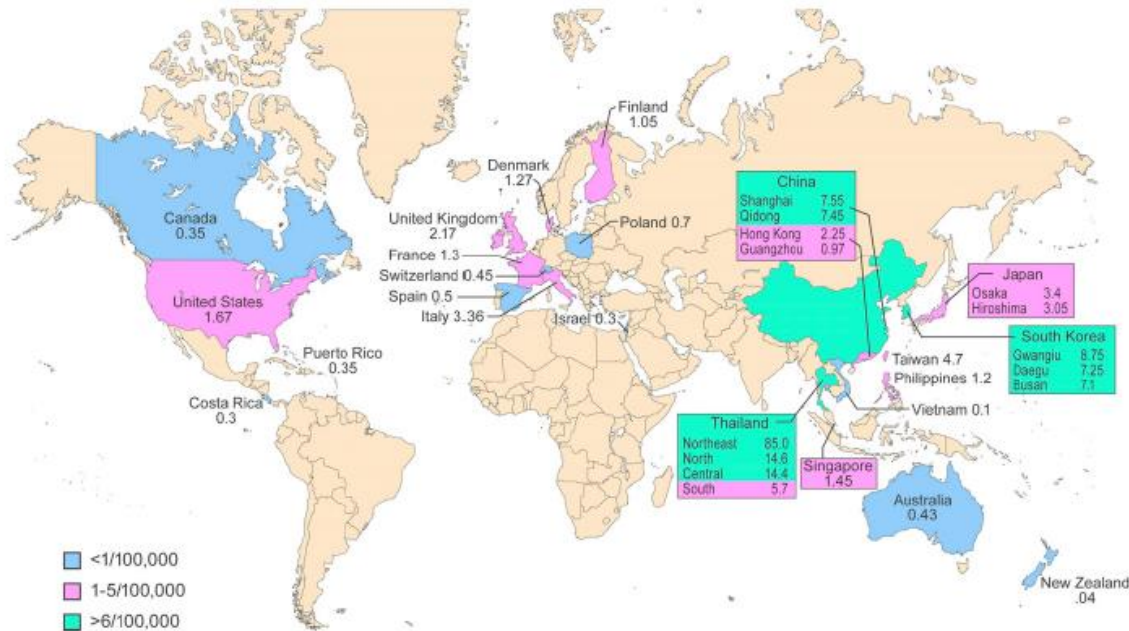 Finland
1.05
Denmark
1.27
China
Shanghai 7.55
Qidong 7.45
Hong Kong 2.25
Guangzhou 0.97
Canada
0.35
United Kingdom
2.17
Poland 0.7
France 1.3
Switzerland 0.45
Spain 0.5
Italy 3.36
Israel 0.3
Japan
Osaka 3.4
Hiroshima 3.05
United States
1.67
South Korea
Gwangiu 8.75
Daegu 7.25
Busan 7.1
Puerto Rico
0.35
Taiwan 4.7
Philippines 1.2
Costa Rica
0.3
Vietnam 0.1
Thailand
Northeast 85.0
North 14.6
Central 14.4
South 5.7
Singapore
1.45
Australia
0.43
New Zealand
.04
<1/100,000
1-5/100,000
>6/100,000